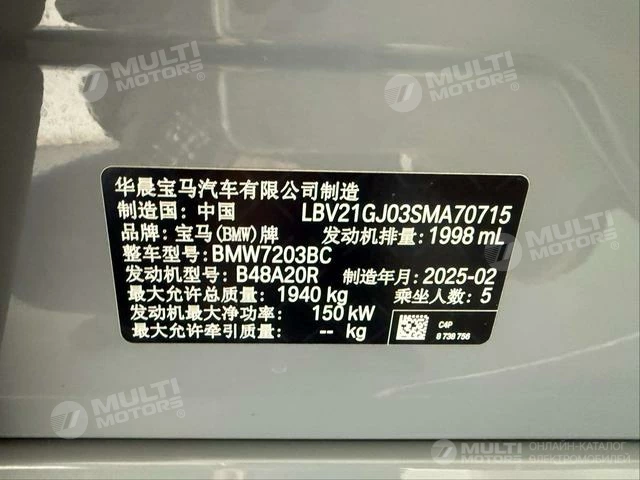 MULTI
MOTORS®
MULTI
MOTORS®
华晨宝马汽车有限公司制造
制造国：中国 LBV21GJ03SMA70715
品牌：宝马(BMW)牌 发动机排量：1998 mL
整车型号：BMW7203BC
发动机型号：B48A20R 制造年月：2025-02
最大允许总质量：1940 kg 乘坐人数：5
发动机最大净功率：150 kW
最大允许牵引质量：-- kg
C4P
8 738 756
MULTI
MOTORS®
MULTI
MOTORS
ОНЛАЙН-КАТАЛОГ
ЕЛЕКТРОМОБИЛЕЙ